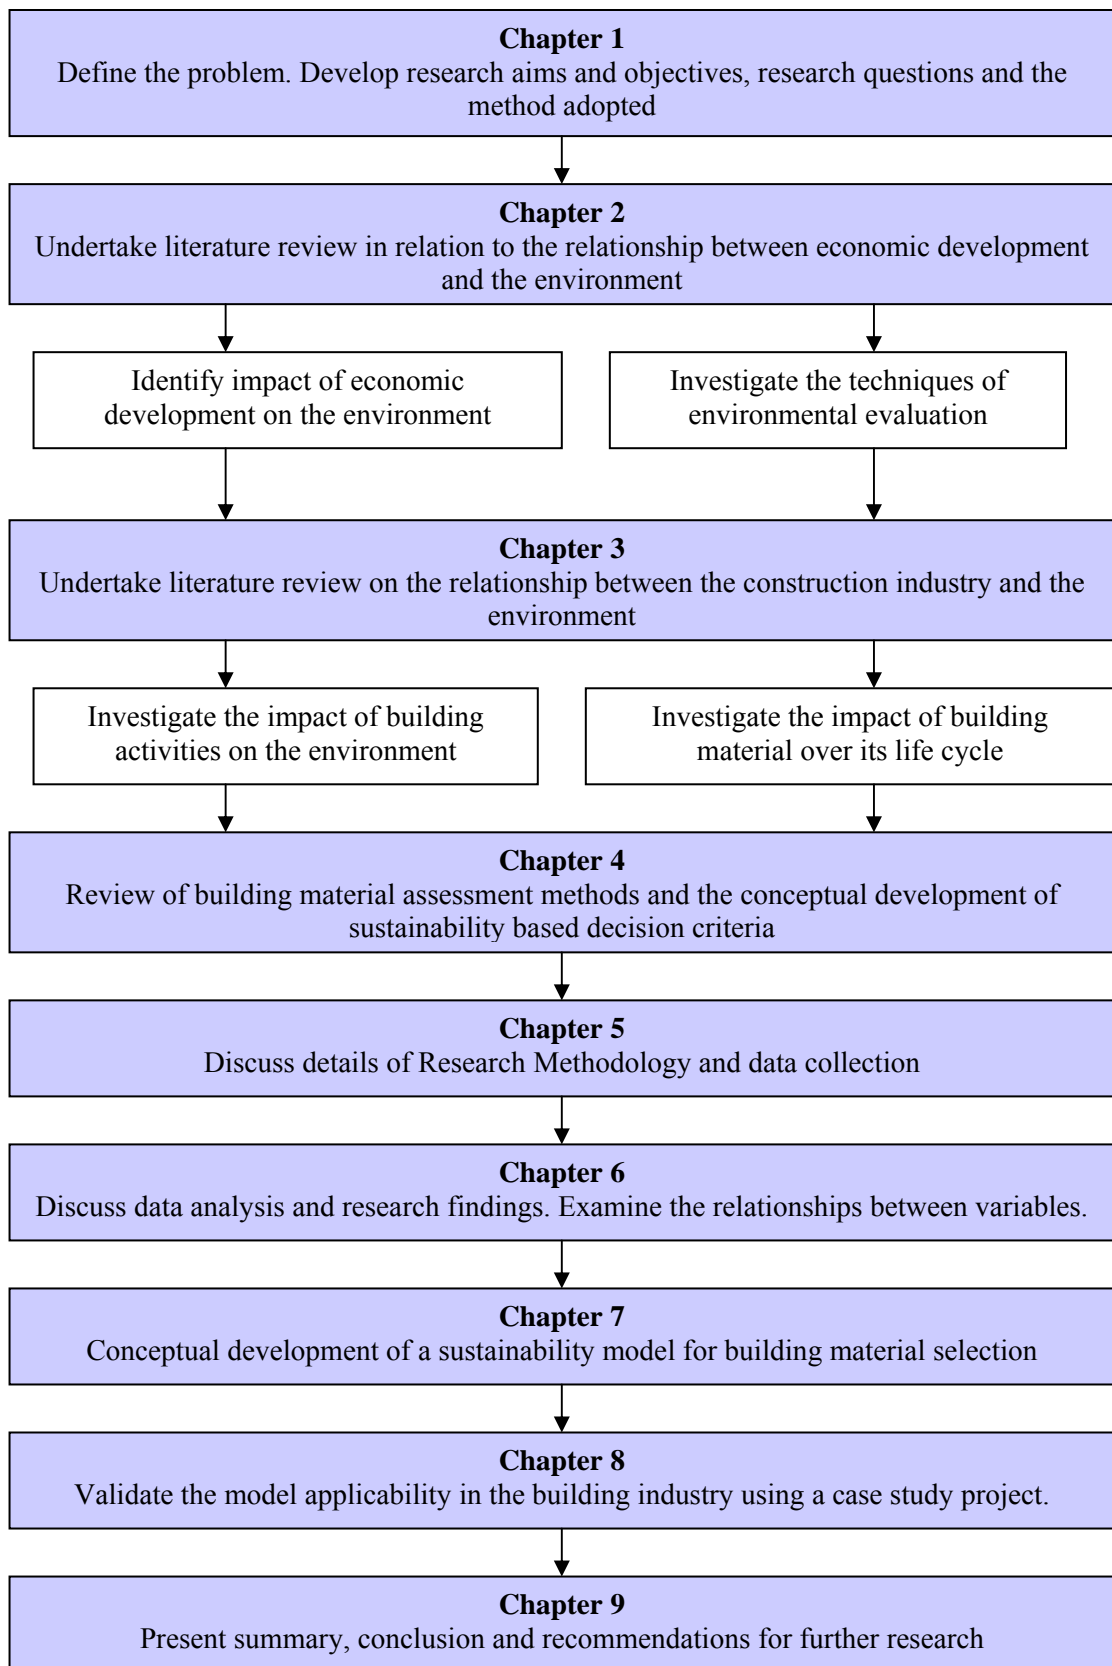 Chapter 1
Define the problem. Develop research aims and objectives, research questions and the
method adopted
Chapter 2
Undertake literature review in relation to the relationship between economic development
and the environment
Identify impact of economic
development on the environment
Investigate the techniques of
environmental evaluation
Chapter 3
Undertake literature review on the relationship between the construction industry and the
environment
Investigate the impact of building
activities on the environment
Investigate the impact of building
material over its life cycle
Chapter 4
Review of building material assessment methods and the conceptual development of
sustainability based decision criteria
Chapter 5
Discuss details of Research Methodology and data collection
Chapter 6
Discuss data analysis and research findings. Examine the relationships between variables.
Chapter 7
Conceptual development of a sustainability model for building material selection
Chapter 8
Validate the model applicability in the building industry using a case study project.
Chapter 9
Present summary, conclusion and recommendations for further research